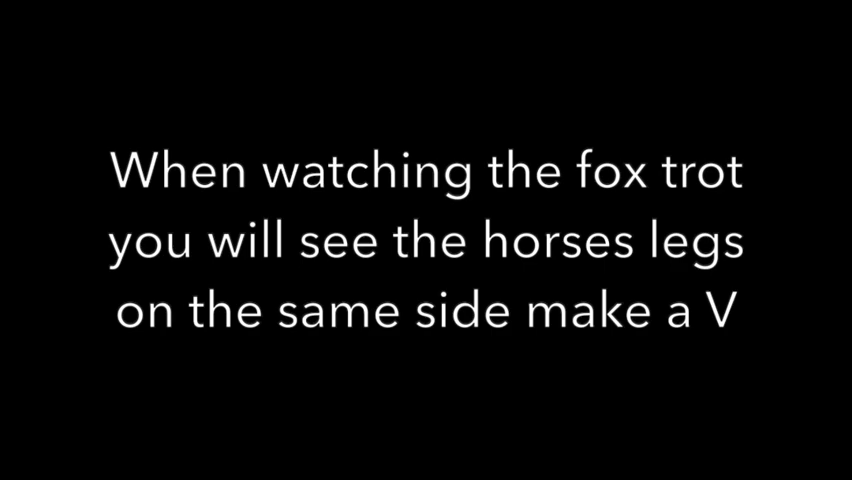 When watching the fox trot
you will see the horses legs
on the same side make a V